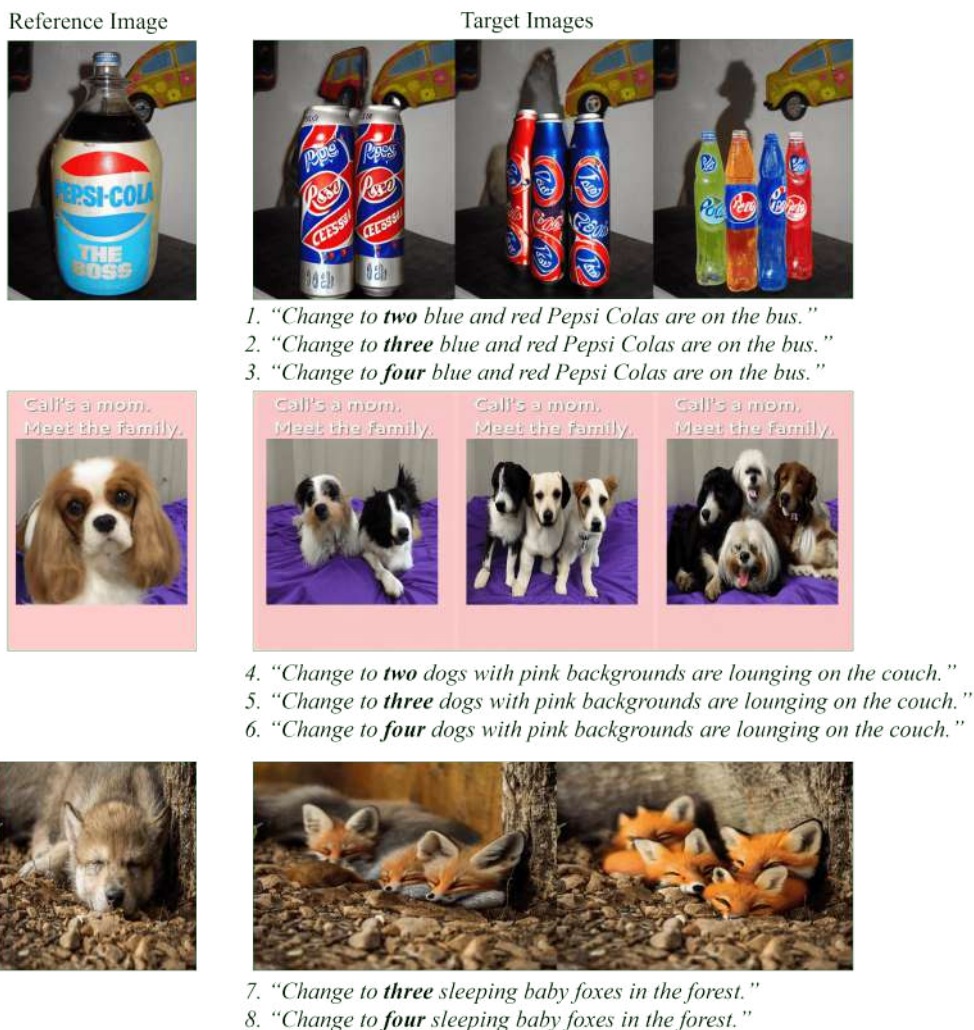 Reference Image
Target Images
PEPSI-COLA
THE
BOSS
1. “Change to two blue and red Pepsi Colas are on the bus.”
2. “Change to three blue and red Pepsi Colas are on the bus.”
3. “Change to four blue and red Pepsi Colas are on the bus.”
Cali's a mom.
Meet the family.
Cali's a mom.
Meet the family.
Cali's a mom.
Meet the family.
Cali's a mom.
Meet the family.
4. “Change to two dogs with pink backgrounds are lounging on the couch.”
5. “Change to three dogs with pink backgrounds are lounging on the couch.”
6. “Change to four dogs with pink backgrounds are lounging on the couch.”
7. “Change to three sleeping baby foxes in the forest.”
8. “Change to four sleeping baby foxes in the forest.”